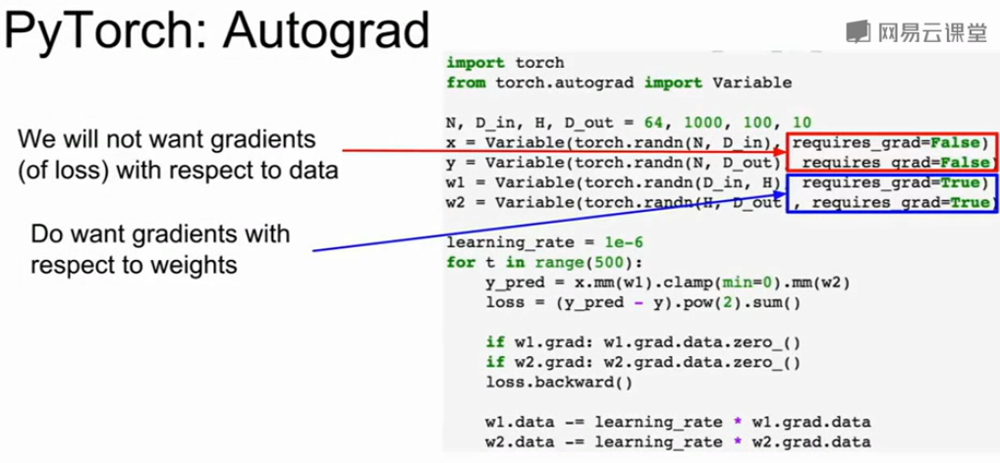 PyTorch: Autograd
网易云课堂
We will not want gradients
(of loss) with respect to data
Do want gradients with
respect to weights
import torch
from torch.autograd import Variable
N, D_in, H, D_out = 64, 1000, 100, 10
x = Variable(torch.randn(N, D_in), requires_grad=False)
y = Variable(torch.randn(N, D_out), requires_grad=False)
w1 = Variable(torch.randn(D_in, H), requires_grad=True)
w2 = Variable(torch.randn(H, D_out), requires_grad=True)
learning_rate = 1e-6
for t in range(500):
y_pred = x.mm(w1).clamp(min=0).mm(w2)
loss = (y_pred - y).pow(2).sum()
if w1.grad: w1.grad.data.zero_()
if w2.grad: w2.grad.data.zero_()
loss.backward()
w1.data -= learning_rate * w1.grad.data
w2.data -= learning_rate * w2.grad.data